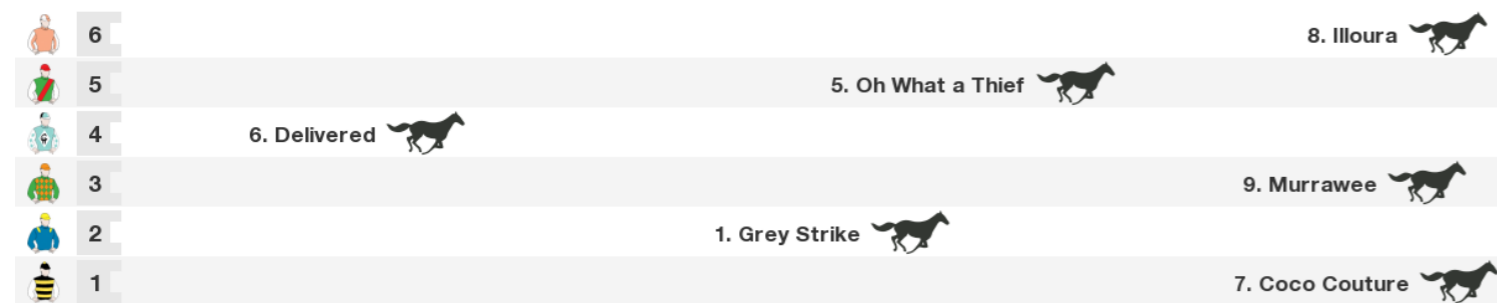 6 8. Illoura
5 5. Oh What a Thief
4 6. Delivered
3 9. Murrawee
2 1. Grey Strike
1 7. Coco Couture